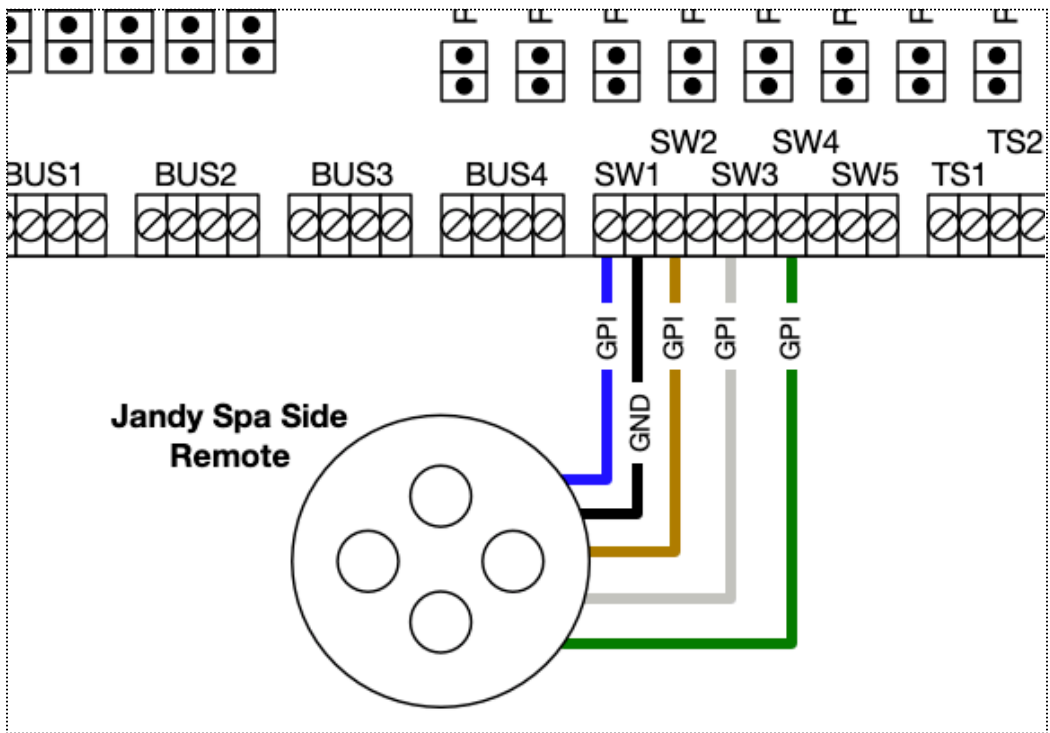 SW2 SW4 TS2
BUS1 BUS2 BUS3 BUS4 SW1 SW3 SW5 TS1
GPI GPI GPI GPI
GND
Jandy Spa Side
Remote